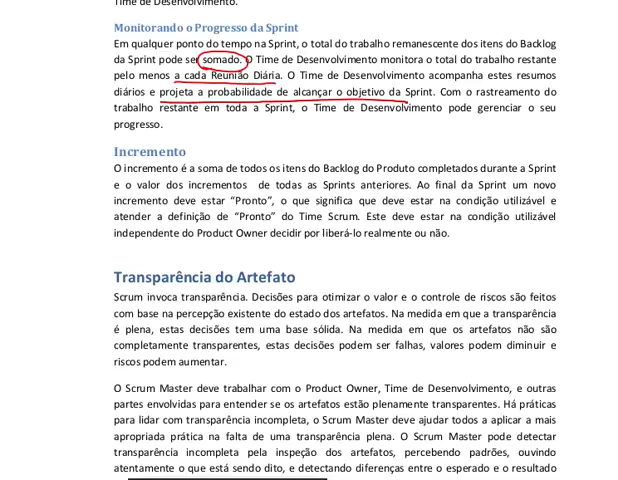 Time de Desenvolvimento.
Monitorando o Progresso da Sprint
Em qualquer ponto do tempo na Sprint, o total do trabalho remanescente dos itens do Backlog
da Sprint pode ser somado. O Time de Desenvolvimento monitora o total do trabalho restante
pelo menos a cada Reunião Diária. O Time de Desenvolvimento acompanha estes resumos
diários e projeta a probabilidade de alcançar o objetivo da Sprint. Com o rastreamento do
trabalho restante em toda a Sprint, o Time de Desenvolvimento pode gerenciar o seu
progresso.
Incremento
O incremento é a soma de todos os itens do Backlog do Produto completados durante a Sprint
e o valor dos incrementos de todas as Sprints anteriores. Ao final da Sprint um novo
incremento deve estar “Pronto”, o que significa que deve estar na condição utilizável e
atender a definição de “Pronto” do Time Scrum. Este deve estar na condição utilizável
independente do Product Owner decidir por liberá-lo realmente ou não.
Transparência do Artefato
Scrum invoca transparência. Decisões para otimizar o valor e o controle de riscos são feitos
com base na percepção existente do estado dos artefatos. Na medida em que a transparência
é plena, estas decisões tem uma base sólida. Na medida em que os artefatos não são
completamente transparentes, estas decisões podem ser falhas, valores podem diminuir e
riscos podem aumentar.
O Scrum Master deve trabalhar com o Product Owner, Time de Desenvolvimento, e outras
partes envolvidas para entender se os artefatos estão plenamente transparentes. Há práticas
para lidar com transparência incompleta, o Scrum Master deve ajudar todos a aplicar a mais
apropriada prática na falta de uma transparência plena. O Scrum Master pode detectar
transparência incompleta pela inspeção dos artefatos, percebendo padrões, ouvindo
atentamente o que está sendo dito, e detectando diferenças entre o esperado e o resultado